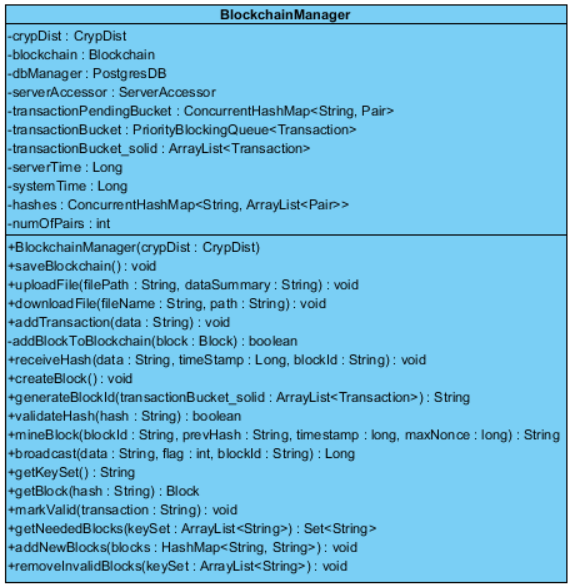 BlockchainManager
-crypDist : CrypDist
-blockchain : Blockchain
-dbManager : PostgresDB
-serverAccessor : ServerAccessor
-transactionPendingBucket : ConcurrentHashMap<String, Pair>
-transactionBucket : PriorityBlockingQueue<Transaction>
-transactionBucket_solid : ArrayList<Transaction>
-serverTime : Long
-systemTime : Long
-hashes : ConcurrentHashMap<String, ArrayList<Pair>>
-numOfPairs : int
+BlockchainManager(crypDist : CrypDist)
+saveBlockchain() : void
+uploadFile(filePath : String, dataSummary : String) : void
+downloadFile(fileName : String, path : String) : void
+addTransaction(data : String) : void
-addBlockToBlockchain(block : Block) : boolean
+receiveHash(data : String, timeStamp : Long, blockId : String) : void
+createBlock() : void
+generateBlockId(transactionBucket_solid : ArrayList<Transaction>) : String
+validateHash(hash : String) : boolean
+mineBlock(blockId : String, prevHash : String, timestamp : long, maxNonce : long) : String
+broadcast(data : String, flag : int, blockId : String) : Long
+getKeySet() : String
+getBlock(hash : String) : Block
+markValid(transaction : String) : void
+getNeededBlocks(keySet : ArrayList<String>) : Set<String>
+addNewBlocks(blocks : HashMap<String, String>) : void
+removeInvalidBlocks(keySet : ArrayList<String>) : void